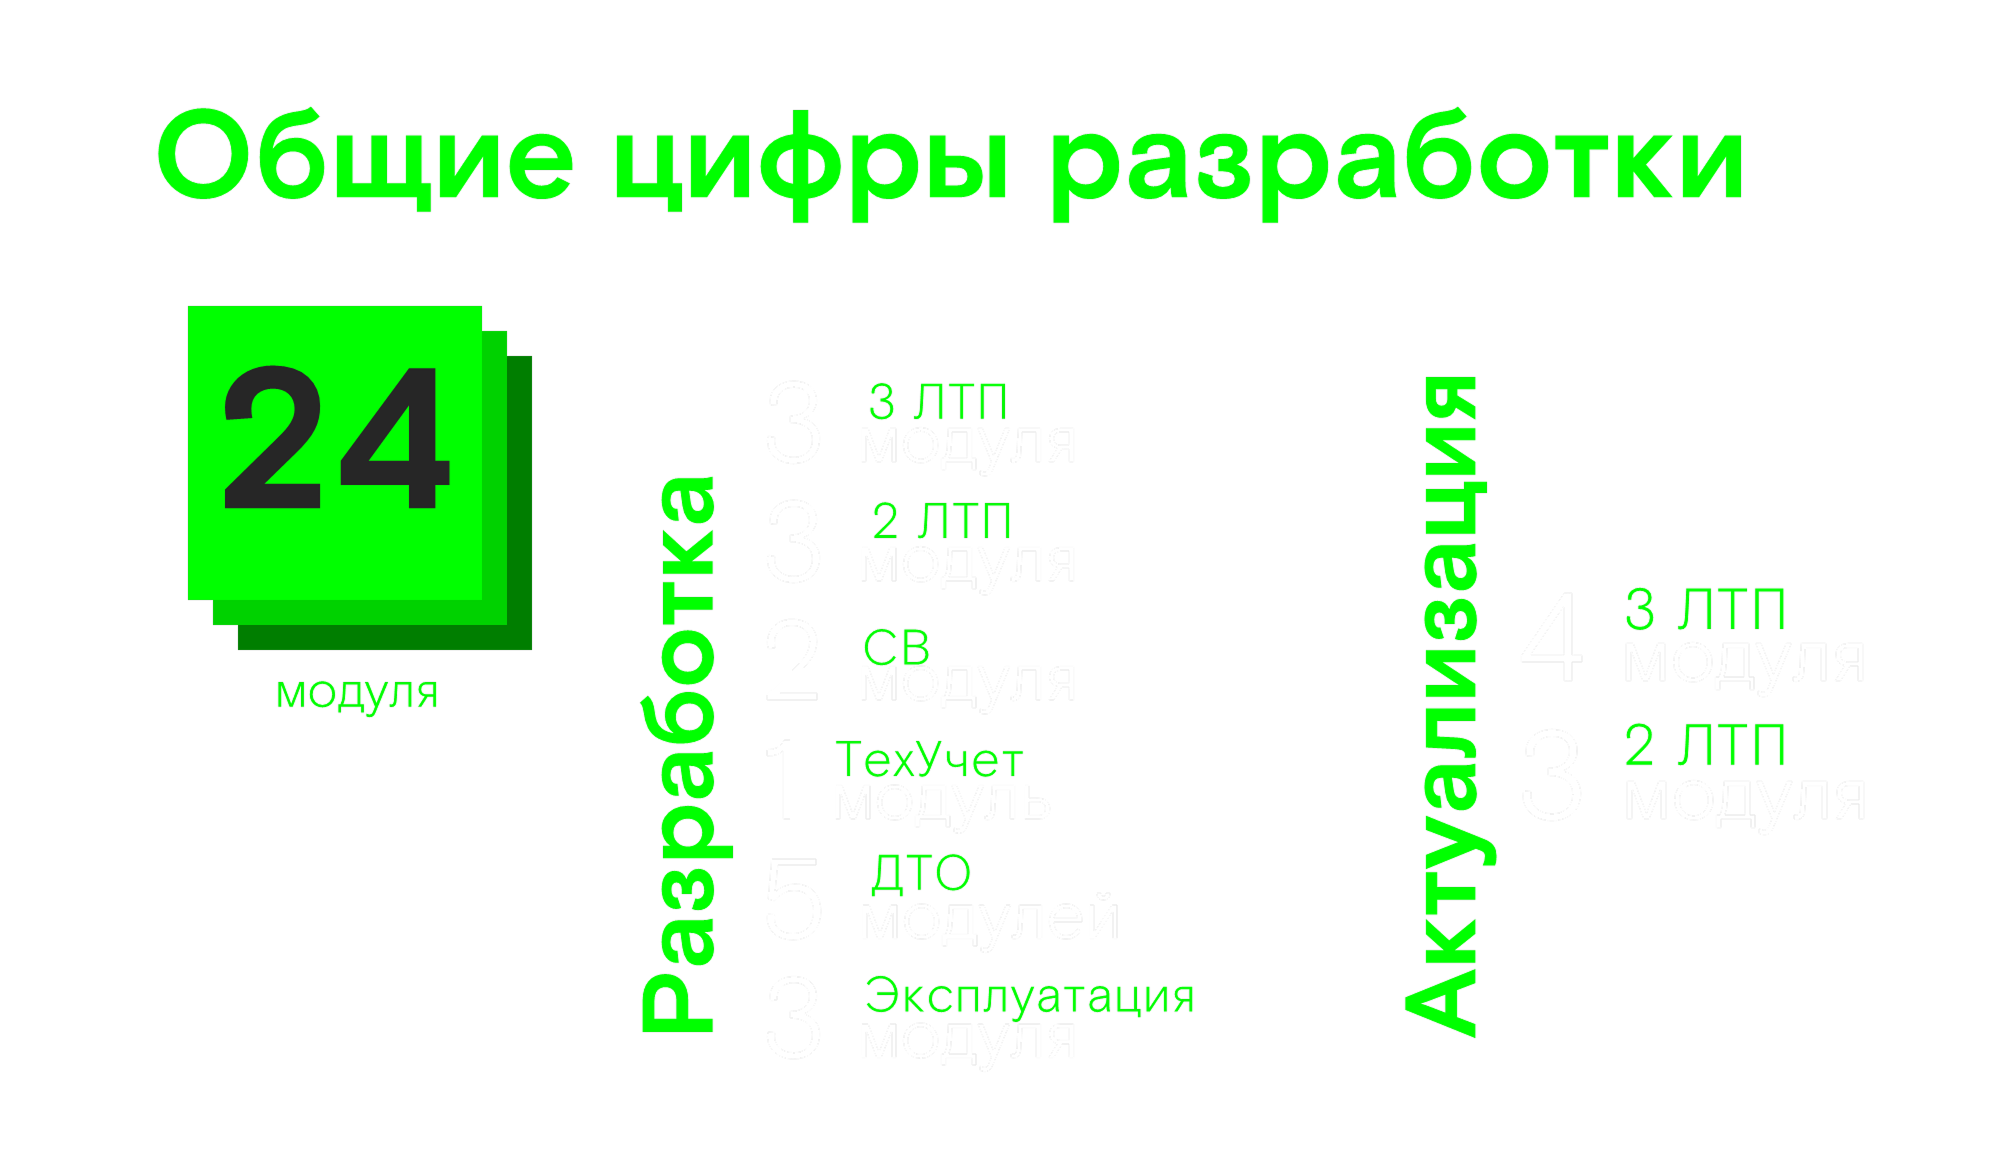 Общие цифры разработки
24
модуля
Разработка
3
3 ЛТП
модуля
3
2 ЛТП
модуля
2
СВ
модуля
1
ТехУчет
модуль
5
ДТО
модулей
3
Эксплуатация
модуля
Актуализация
4
3 ЛТП
модуля
3
2 ЛТП
модуля